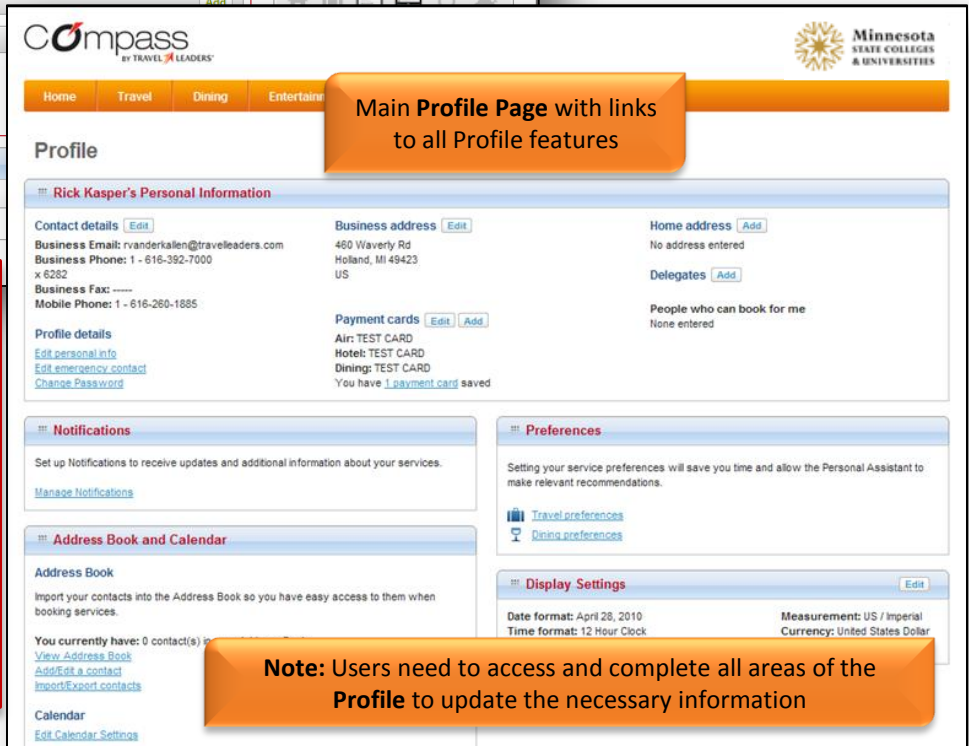 Add
Compass
BY TRAVEL LEADERS
Minnesota
STATE COLLEGES
& UNIVERSITIES
Home Travel Dining
Main Profile Page with links
to all Profile features
Profile
Rick Kasper's Personal Information
Contact details Edit
Business Email: rvanderkallen@travelleaders.com
Business Phone: 1 - 616-392-7000
x 6282
Business Fax: -----
Mobile Phone: 1 - 616-260-1885
Profile details
Edit personal info
Edit emergency contact
Change Password
Business address Edit
460 Waverly Rd
Holland, MI 49423
US
Payment cards Edit Add
Air: TEST CARD
Hotel: TEST CARD
Dining: TEST CARD
You have 1 payment card saved
Home address Add
No address entered
Delegates Add
People who can book for me
None entered
Notifications
Set up Notifications to receive updates and additional information about your services.
Manage Notifications
Preferences
Setting your service preferences will save you time and allow the Personal Assistant to
make relevant recommendations.
Travel preferences
Dining preferences
Address Book and Calendar
Address Book
Import your contacts into the Address Book so you have easy access to them when
booking services.
You currently have: 0 contact(s)
View Address Book
Add/Edit a contact
Import/Export contacts
Calendar
Edit Calendar Settings
Display Settings Edit
Date format: April 28, 2010
Time format: 12 Hour Clock
Measurement: US / Imperial
Currency: United States Dollar
Note: Users need to access and complete all areas of the
Profile to update the necessary information